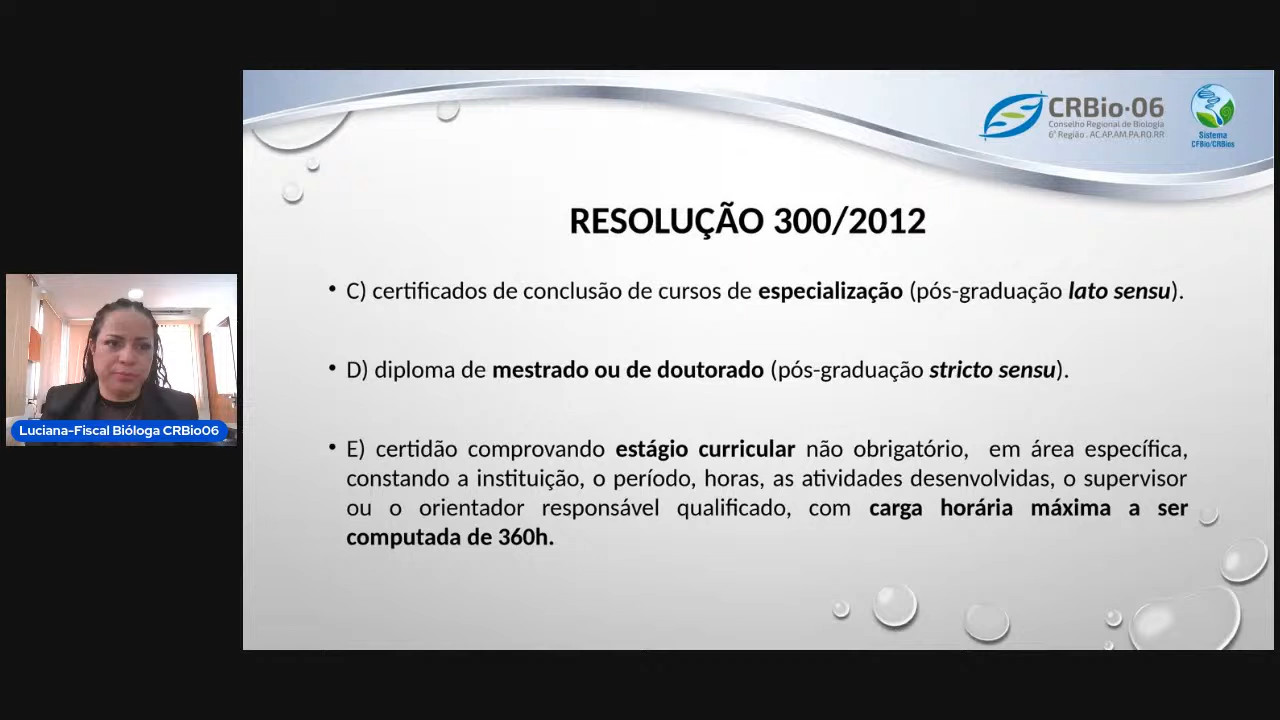 CRBio-06
Conselho Regional de Biologia
6ª Região . AC.AP.AM.PA.RO.RR
Sistema
CFBio/CRBios
RESOLUÇÃO 300/2012
• C) certificados de conclusão de cursos de especialização (pós-graduação lato sensu).
• D) diploma de mestrado ou de doutorado (pós-graduação stricto sensu).
• E) certidão comprovando estágio curricular não obrigatório, em área específica,
constando a instituição, o período, horas, as atividades desenvolvidas, o supervisor
ou o orientador responsável qualificado, com carga horária máxima a ser
computada de 360h.
Luciana-Fiscal Bióloga CRBio06